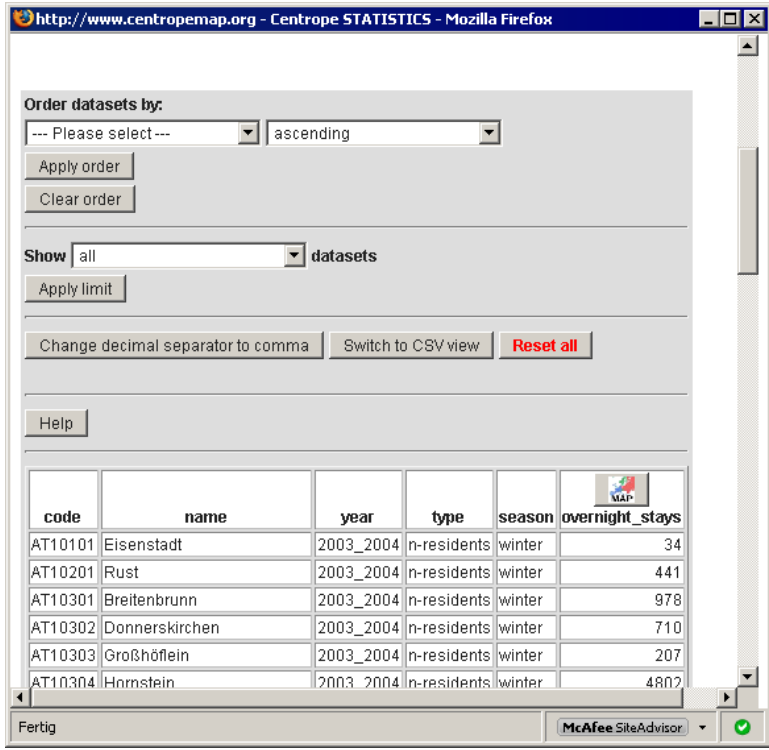 http://www.centropemap.org - Centrope STATISTICS - Mozilla Firefox
Order datasets by:
--- Please select --- ascending
Apply order
Clear order
Show all datasets
Apply limit
Change decimal separator to comma Switch to CSV view Reset all
Help
MAP
code name year type season overnight_stays
AT10101 Eisenstadt 2003_2004 n-residents winter 34
AT10201 Rust 2003_2004 n-residents winter 441
AT10301 Breitenbrunn 2003_2004 n-residents winter 978
AT10302 Donnerskirchen 2003_2004 n-residents winter 710
AT10303 Großhöflein 2003_2004 n-residents winter 207
AT10304 Hornstein 2003_2004 n-residents winter 4802
Fertig McAfee SiteAdvisor